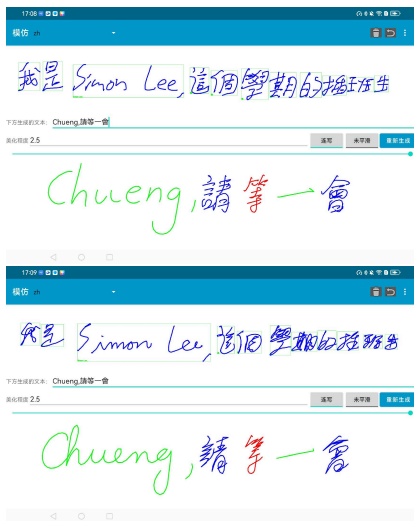 17:08
模仿 zh
我是 Simon Lee, 這個學期的插班生
下方生成的文本: Chueng,請等一會
美化程度 2.5 连写 未平滑 重新生成
Chueng,請等一會
17:09
模仿 zh
我是 Simon Lee, 這個學期的插班生
下方生成的文本: Chueng,請等一會
美化程度 2.5 连写 未平滑 重新生成
Chueng,請等一會